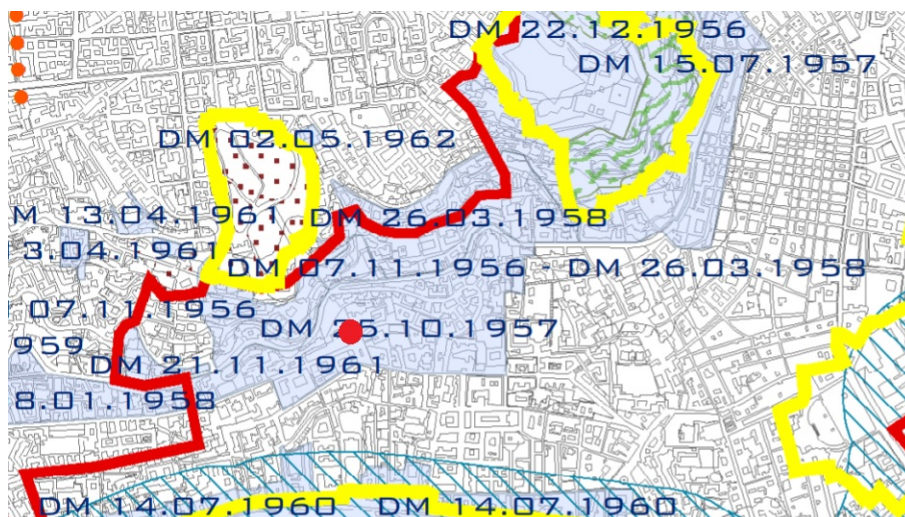 DM 22.12.1956
DM 15.07.1957
DM 02.05.1962
M 13.04.1961
DM 26.03.1958
3.04.1961
DM 07.11.1956 - DM 26.03.1958
07.11.1956
DM 25.10.1957
959
DM 21.11.1961
8.01.1958
DM 14.07.1960 DM 14.07.1960